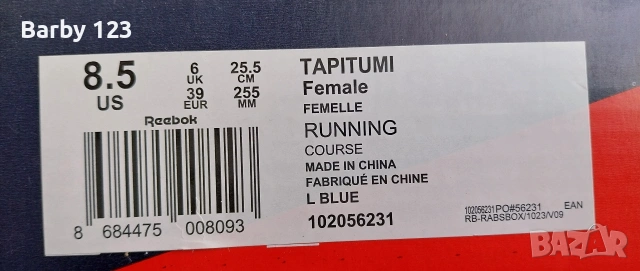 Barby 123
8.5
US
6
UK
39
EUR
25.5
CM
255
MM
Reebok
8 684475 008093
TAPITUMI
Female
FEMELLE
RUNNING
COURSE
MADE IN CHINA
FABRIQUÉ EN CHINE
L BLUE
102056231
102056231PO#56231 EAN
RB-RABSBOX/1023/V09
BAZAR
.bg